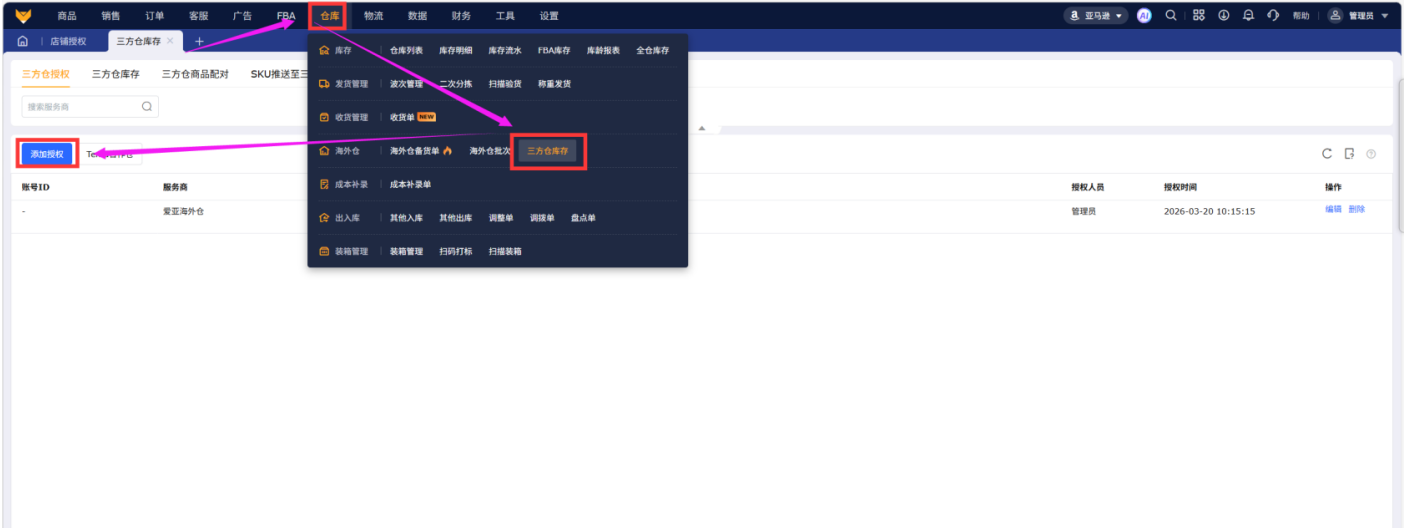 商品 销售 订单 客服 广告 FBA 仓库 物流 数据 财务 工具 设置 亚马逊 AI 帮助 管理员
店铺授权 三方仓库存
三方仓授权 三方仓库存 三方仓商品配对 SKU推送至三
搜索服务商
添加授权
账号ID 服务商 授权人员 授权时间 操作
- 爱亚海外仓 管理员 2026-03-20 10:15:15 编辑 删除
库存 仓库列表 库存明细 库存流水 FBA库存 库龄报表 全仓库存
发货管理 波次管理 二次分拣 扫描验货 称重发货
收货管理 收货单 NEW
海外仓 海外仓备货单 海外仓批次 三方仓库存
成本补录 成本补录单
出入库 其他入库 其他出库 调整单 调拨单 盘点单
装箱管理 装箱管理 扫码打标 扫描装箱